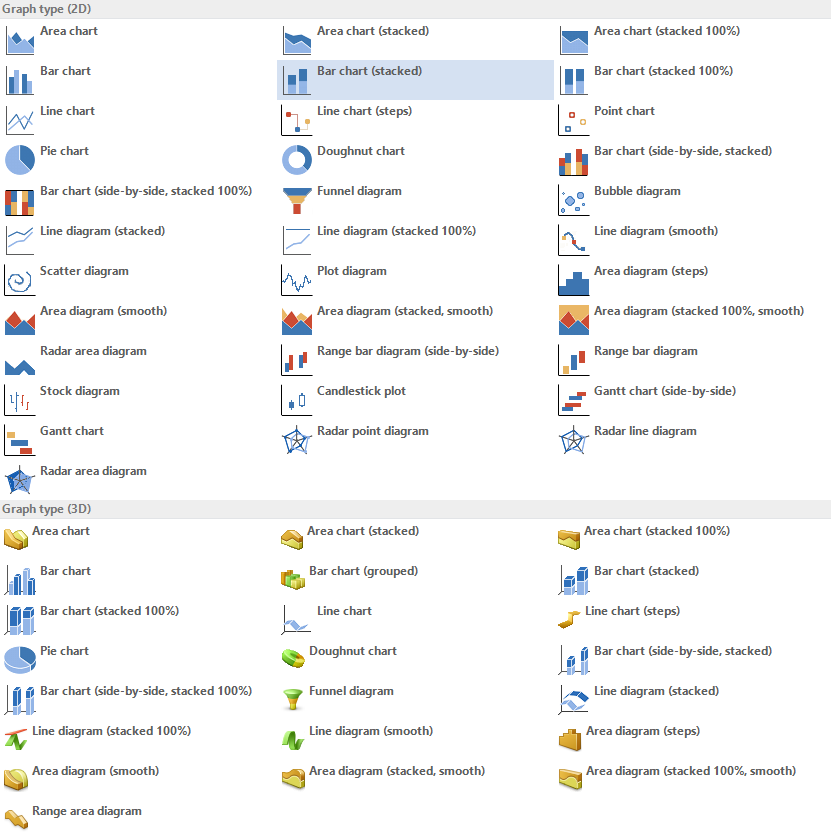 Graph type (2D)
Area chart
Area chart (stacked)
Area chart (stacked 100%)
Bar chart
Bar chart (stacked)
Bar chart (stacked 100%)
Line chart
Line chart (steps)
Point chart
Pie chart
Doughnut chart
Bar chart (side-by-side, stacked)
Bar chart (side-by-side, stacked 100%)
Funnel diagram
Bubble diagram
Line diagram (stacked)
Line diagram (stacked 100%)
Line diagram (smooth)
Scatter diagram
Plot diagram
Area diagram (steps)
Area diagram (smooth)
Area diagram (stacked, smooth)
Area diagram (stacked 100%, smooth)
Radar area diagram
Range bar diagram (side-by-side)
Range bar diagram
Stock diagram
Candlestick plot
Gantt chart (side-by-side)
Gantt chart
Radar point diagram
Radar line diagram
Radar area diagram
Graph type (3D)
Area chart
Area chart (stacked)
Area chart (stacked 100%)
Bar chart
Bar chart (grouped)
Bar chart (stacked)
Bar chart (stacked 100%)
Line chart
Line chart (steps)
Pie chart
Doughnut chart
Bar chart (side-by-side, stacked)
Bar chart (side-by-side, stacked 100%)
Funnel diagram
Line diagram (stacked)
Line diagram (stacked 100%)
Line diagram (smooth)
Area diagram (steps)
Area diagram (smooth)
Area diagram (stacked, smooth)
Area diagram (stacked 100%, smooth)
Range area diagram